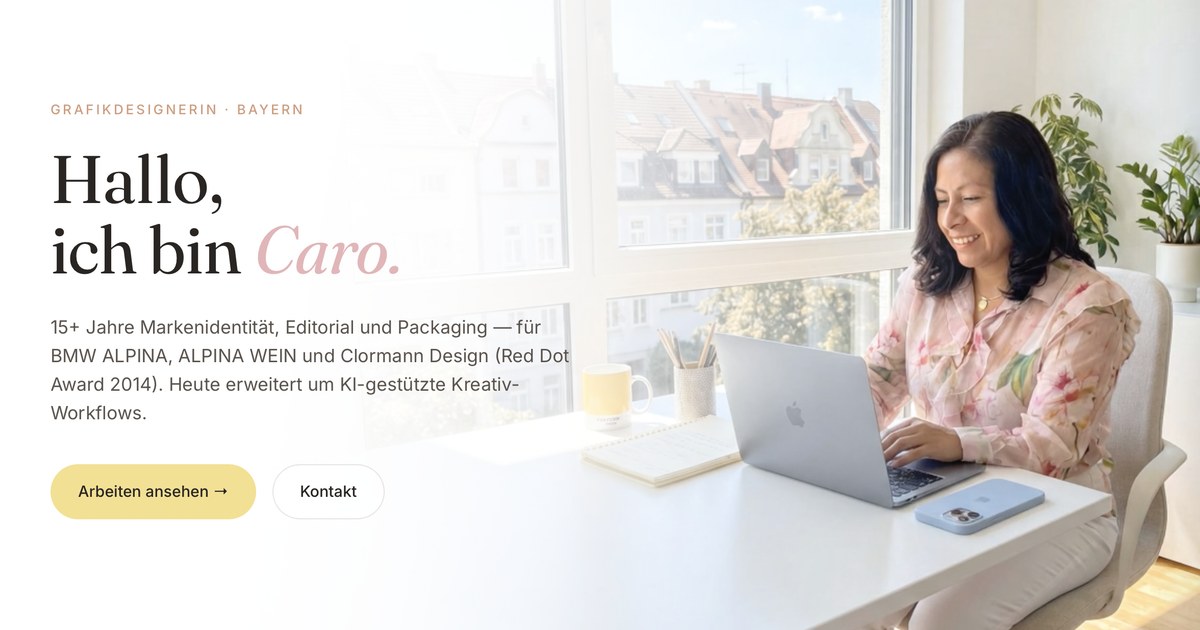 GRAFIKDESIGNERIN · BAYERN
Hallo,
ich bin Caro.
15+ Jahre Markenidentität, Editorial und Packaging — für
BMW ALPINA, ALPINA WEIN und Clormann Design (Red Dot
Award 2014). Heute erweitert um KI-gestützte Kreativ-
Workflows.
Arbeiten ansehen →
Kontakt